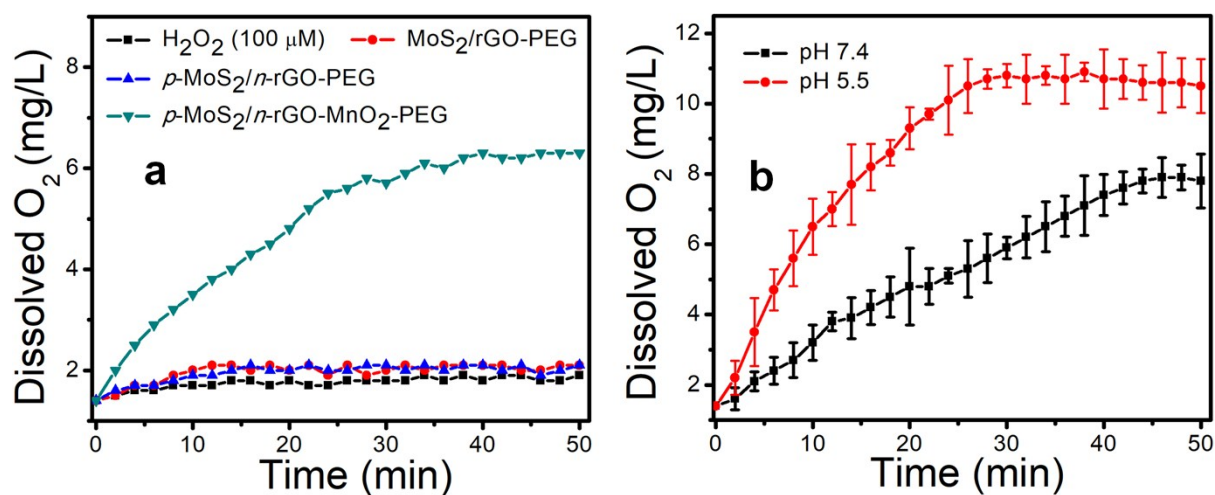 H₂O₂ (100 μM) MoS₂/rGO-PEG
p-MoS₂/n-rGO-PEG
p-MoS₂/n-rGO-MnO₂-PEG
a
Dissolved O₂ (mg/L)
8
6
4
2
0 10 20 30 40 50
Time (min)
pH 7.4
pH 5.5
b
Dissolved O₂ (mg/L)
12
10
8
6
4
2
0 10 20 30 40 50
Time (min)